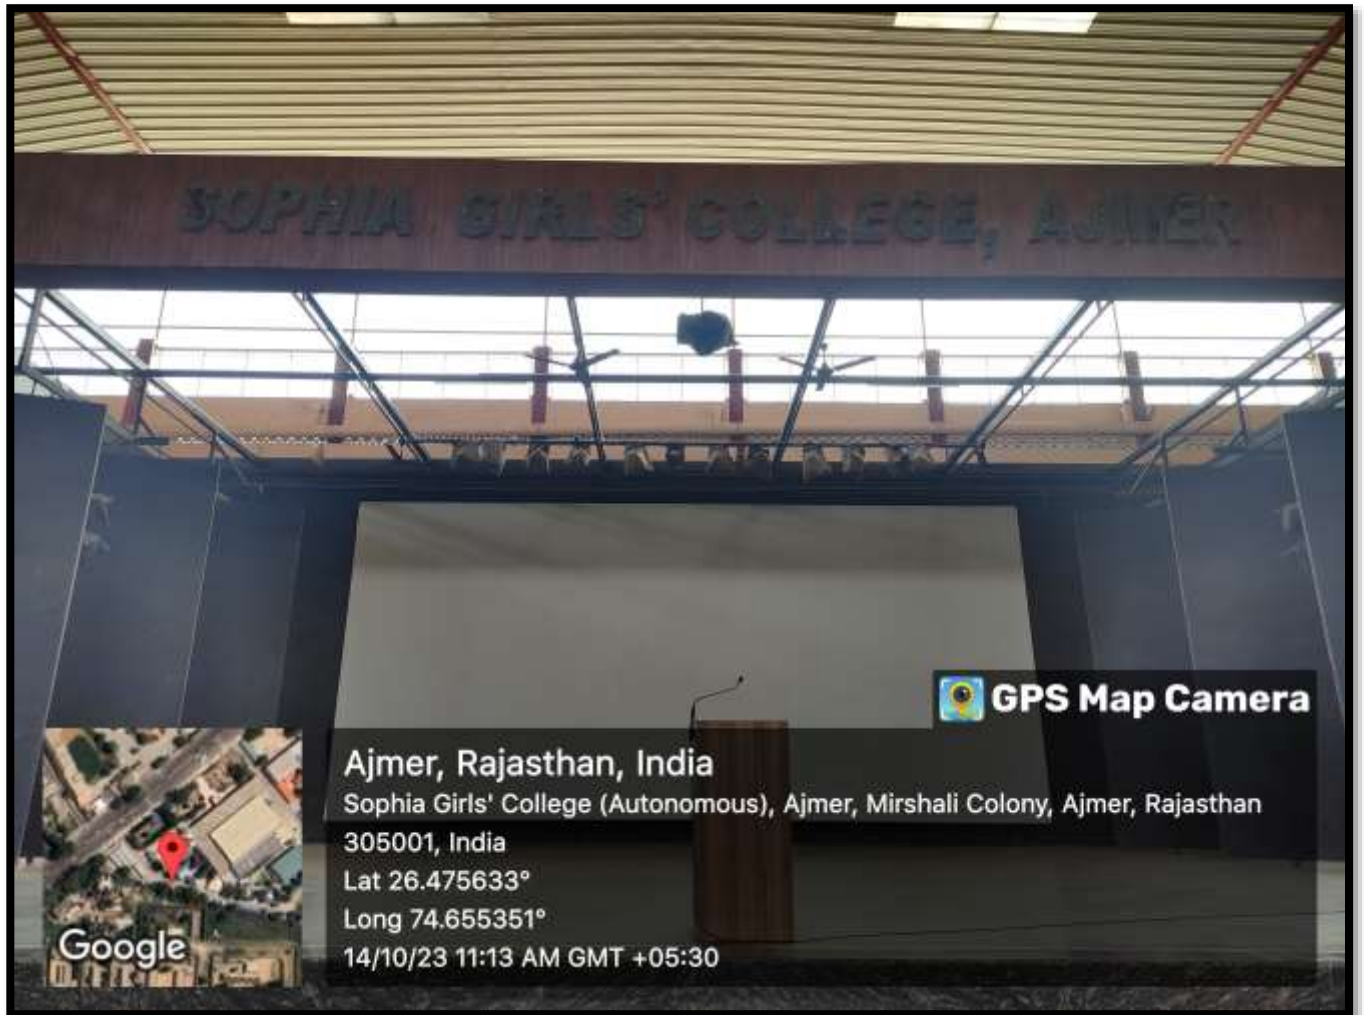 SOPHIA GIRLS' COLLEGE, AJMER
GPS Map Camera
Ajmer, Rajasthan, India
Sophia Girls' College (Autonomous), Ajmer, Mirshali Colony, Ajmer, Rajasthan
305001, India
Lat 26.475633°
Long 74.655351°
14/10/23 11:13 AM GMT +05:30
Google